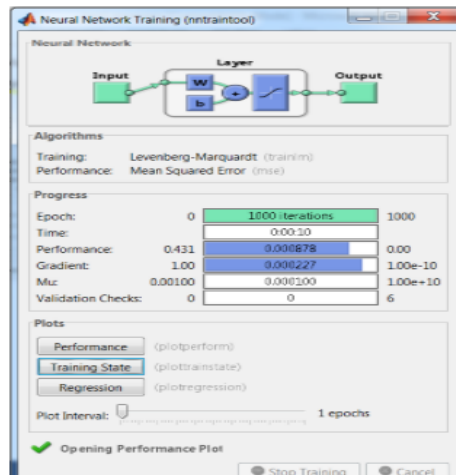 Neural Network Training (nntraintool)
Neural Network
Layer
Input
W
b
+
Output
Algorithms
Training: Levenberg-Marquardt (trainlm)
Performance: Mean Squared Error (mse)
Progress
Epoch: 0 1000 iterations 1000
Time: 0:00:10
Performance: 0.431 0.000878 0.00
Gradient: 1.00 0.000227 1.00e-10
Mu: 0.00100 0.000100 1.00e+10
Validation Checks: 0 0 6
Plots
Performance (plotperform)
Training State (plottrainstate)
Regression (plotregression)
Plot Interval: 1 epochs
Opening Performance Plot
Stop Training Cancel